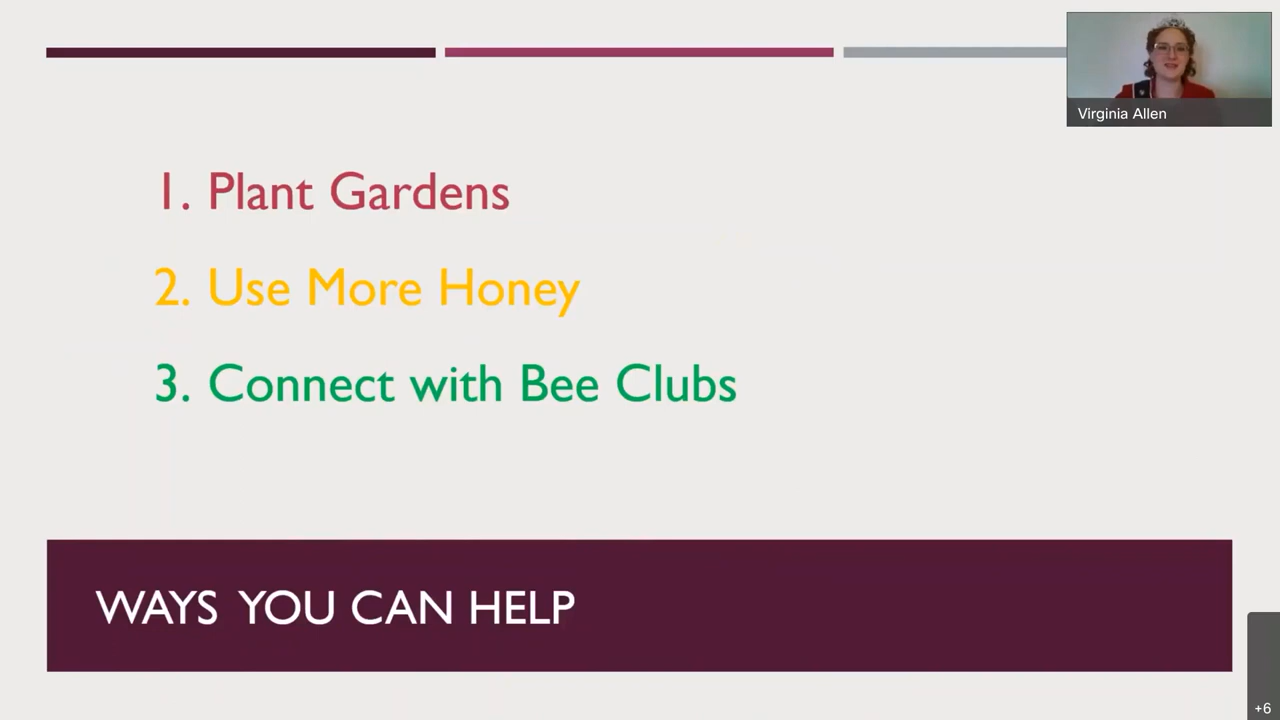 Virginia Allen
1. Plant Gardens
2. Use More Honey
3. Connect with Bee Clubs
WAYS YOU CAN HELP
+6